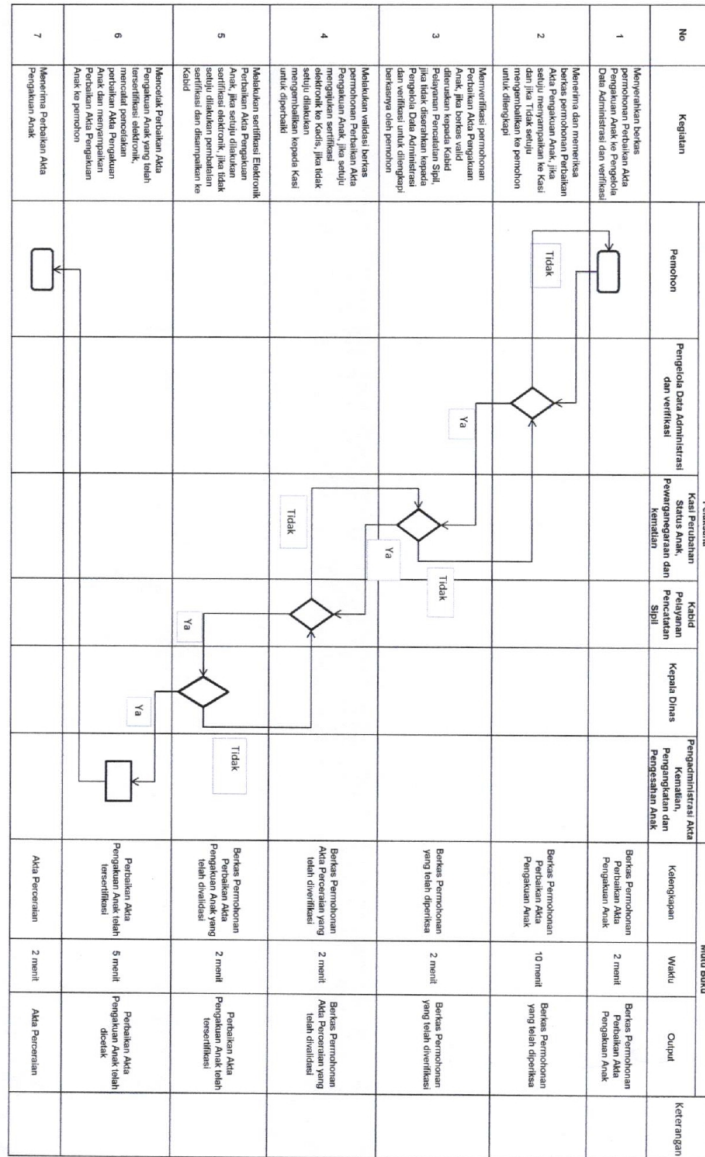 No
Kegiatan
Pemohon
Pengelola Data Administrasi
dan verifikasi
Kasi Perubahan
Status Anak,
Pewarganegaraan dan
kematian
Kabid
Pelayanan
Pencatatan
Sipil
Kepala Dinas
Pengadministrasi Akta
Kematian,
Pengangkatan dan
Pengesahan Anak
Mutu Baku
Kelengkapan
Waktu
Output
Keterangan
1
Menyerahkan berkas
permohonan Perbaikan Akta
Pengakuan Anak ke Pengelola
Data Administrasi dan verifikasi
Berkas Permohonan
Perbaikan Akta
Pengakuan Anak
2 menit
Berkas Permohonan
Perbaikan Akta
Pengakuan Anak
2
Menerima dan memeriksa
berkas permohonan Perbaikan
Akta Pengakuan Anak, jika
setuju menyampaikan ke Kasi
dan jika Tidak setuju
mengembalikan ke pemohon
untuk dilengkapi
Tidak
Ya
Berkas Permohonan
Perbaikan Akta
Pengakuan Anak
10 menit
Berkas Permohonan
yang telah diperiksa
3
Memverifikasi permohonan
Perbaikan Akta Pengakuan
Anak, jika berkas valid
diteruskan kepada Kabid
Pelayanan Pencatatan Sipil,
jika tidak diserahkan kepada
Pengelola Data Administrasi
dan verifikasi untuk dilengkapi
berkasnya oleh pemohon
Ya
Tidak
Berkas Permohonan
yang telah diperiksa
2 menit
Berkas Permohonan
yang telah diverifikasi
4
Melakukan validasi berkas
permohonan Perbaikan Akta
Pengakuan Anak, jika setuju
mengajukan sertifikasi
elektronik ke Kadis, jika tidak
setuju dilakukan
mengembalikan kepada Kasi
untuk diperbaiki
Tidak
Berkas Permohonan
Akta Perceraian yang
telah diverifikasi
2 menit
Berkas Permohonan
Akta Perceraian yang
telah divalidasi
5
Melakukan sertifikasi Elektronik
Perbaikan Akta Pengakuan
Anak, jika setuju dilakukan
sertifikasi elektronik, jika tidak
setuju dilakukan pembatalan
sertifikasi dan disampaikan ke
Kabid
Ya
Tidak
Berkas Permohonan
Perbaikan Akta
Pengakuan Anak yang
telah divalidasi
2 menit
Perbaikan Akta
Pengakuan Anak telah
tersertifikasi
6
Mencetak Perbaikan Akta
Pengakuan Anak yang telah
tersertifikasi elektronik,
mencatat pencetakan
perbaikan Akta Pengakuan
Anak dan menyampaikan
Perbaikan Akta Pengakuan
Anak ke pemohon
Ya
Perbaikan Akta
Pengakuan Anak telah
tersertifikasi
5 menit
Perbaikan Akta
Pengakuan Anak telah
dicetak
7
Menerima Perbaikan Akta
Pengakuan Anak
Akta Perceraian
2 menit
Akta Perceraian